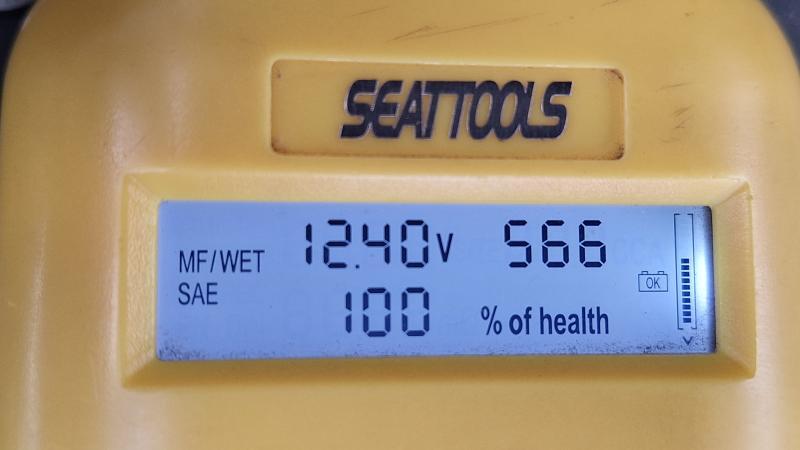 SEATTOOLS
MF/WET 12.40V 566
SAE
OK
100 % of health